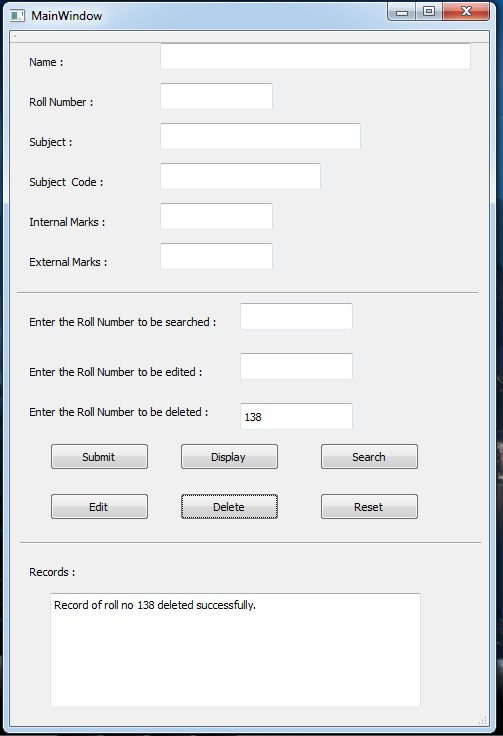 MainWindow
Name :
Roll Number :
Subject :
Subject Code :
Internal Marks :
External Marks :
Enter the Roll Number to be searched :
Enter the Roll Number to be edited :
Enter the Roll Number to be deleted : 138
Submit Display Search
Edit Delete Reset
Records :
Record of roll no 138 deleted successfully.